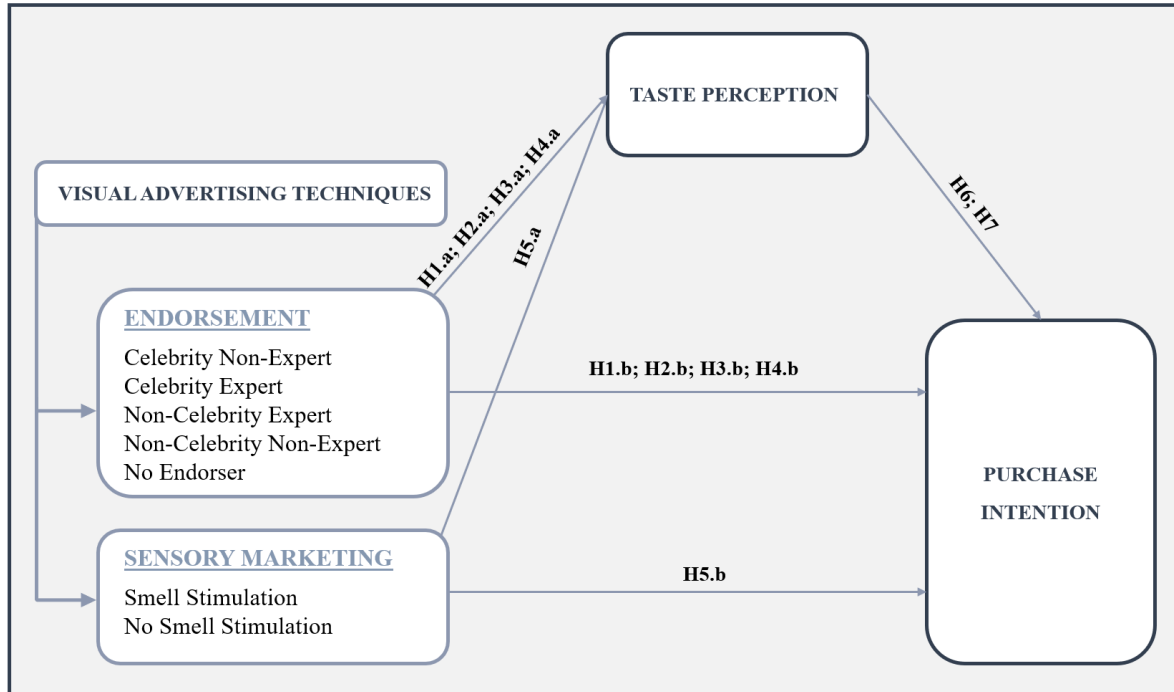 TASTE PERCEPTION
VISUAL ADVERTISING TECHNIQUES
H1.a; H2.a; H3.a; H4.a
H5.a
H6; H7
ENDORSEMENT
Celebrity Non-Expert
Celebrity Expert
Non-Celebrity Expert
Non-Celebrity Non-Expert
No Endorser
H1.b; H2.b; H3.b; H4.b
PURCHASE
INTENTION
SENSORY MARKETING
Smell Stimulation
No Smell Stimulation
H5.b